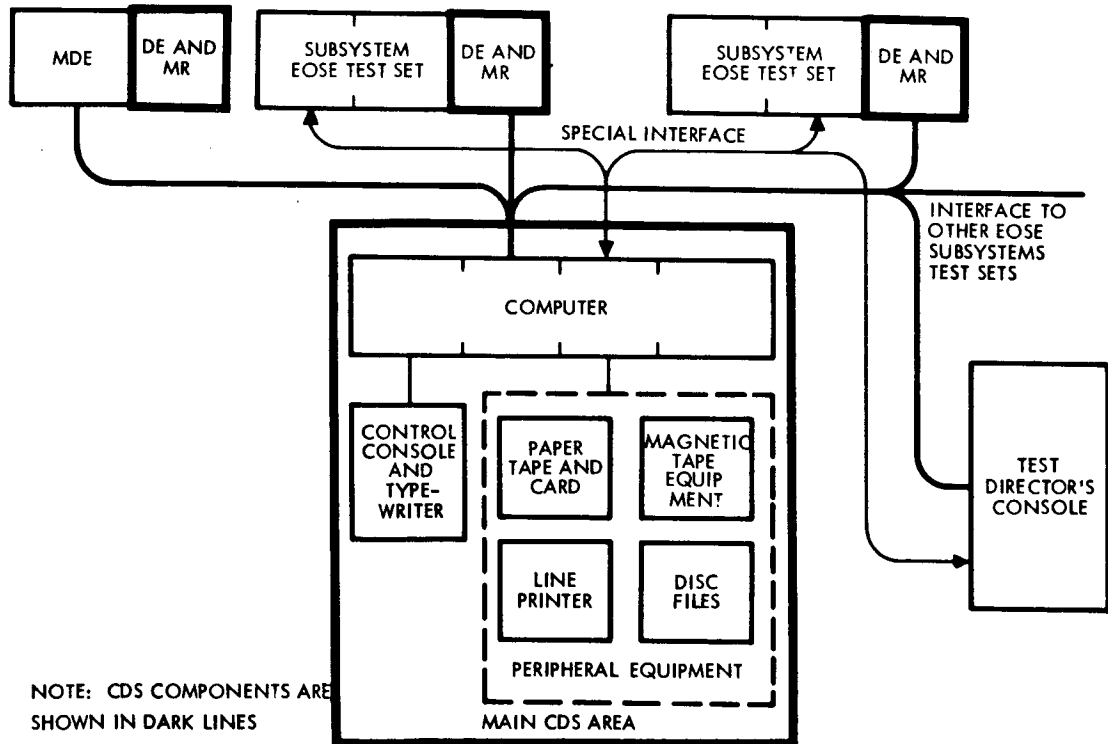 MDE
DE AND
MR
SUBSYSTEM
EOSE TEST SET
DE AND
MR
SUBSYSTEM
EOSE TEST SET
DE AND
MR
SPECIAL INTERFACE
INTERFACE TO
OTHER EOSE
SUBSYSTEMS
TEST SETS
COMPUTER
CONTROL
CONSOLE
AND
TYPE-
WRITER
PAPER
TAPE AND
CARD
MAGNETIC
TAPE
EQUIP
MENT
TEST
DIRECTOR'S
CONSOLE
LINE
PRINTER
DISC
FILES
PERIPHERAL EQUIPMENT
NOTE: CDS COMPONENTS ARE
SHOWN IN DARK LINES
MAIN CDS AREA